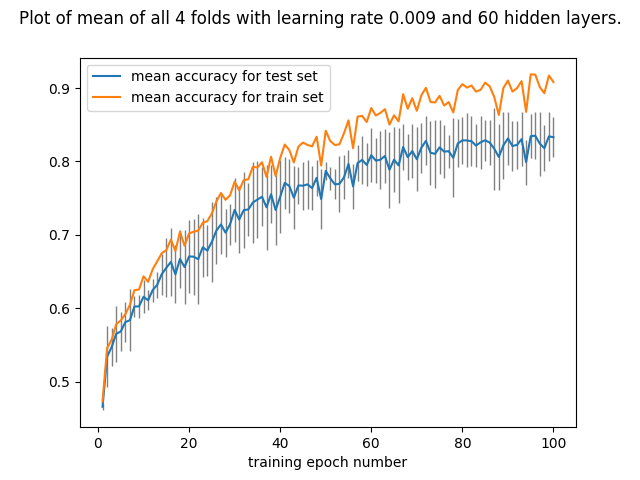 Plot of mean of all 4 folds with learning rate 0.009 and 60 hidden layers.
mean accuracy for test set
mean accuracy for train set
0.9
0.8
0.7
0.6
0.5
0 20 40 60 80 100
training epoch number